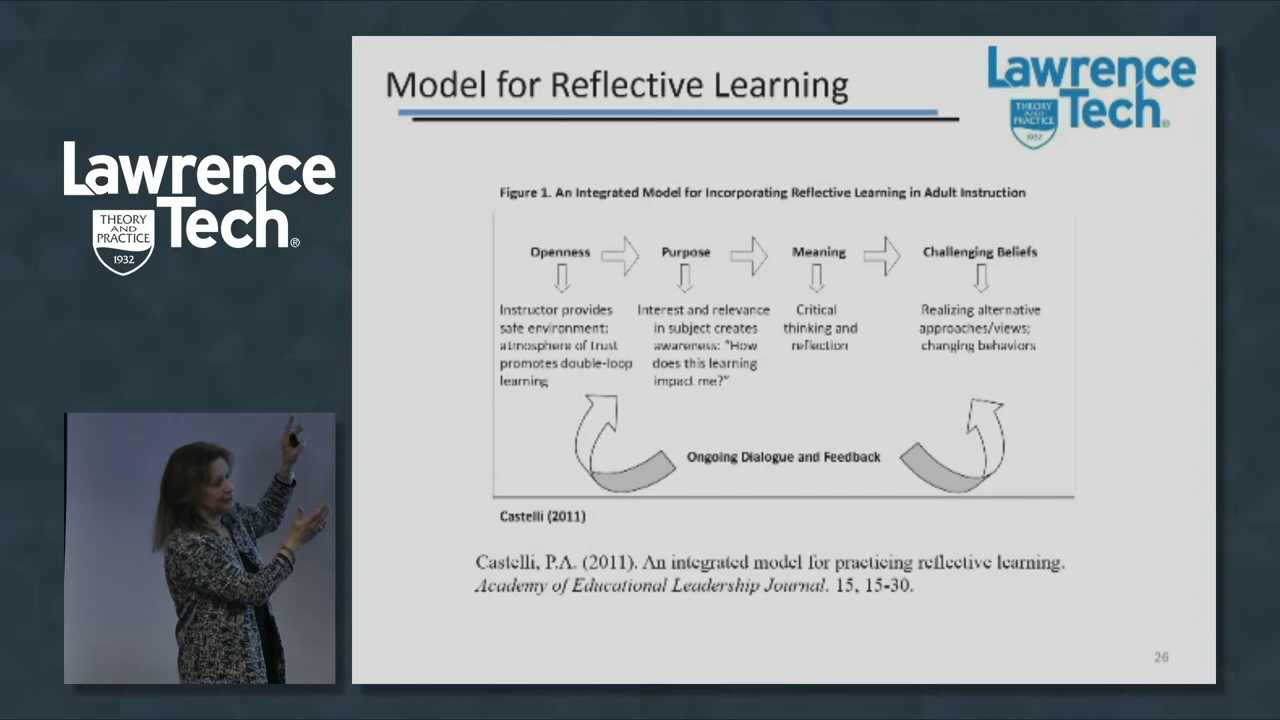 Model for Reflective Learning
Lawrence
Tech®
THEORY
AND
PRACTICE
1932
Lawrence
Tech®
THEORY
AND
PRACTICE
1932
Figure 1. An Integrated Model for Incorporating Reflective Learning in Adult Instruction
Openness
Purpose
Meaning
Challenging Beliefs
Instructor provides
safe environment;
atmosphere of trust
promotes double-loop
learning
Interest and relevance
in subject creates
awareness: "How
does this learning
impact me?"
Critical
thinking and
reflection
Realizing alternative
approaches/views;
changing behaviors
Ongoing Dialogue and Feedback
Castelli (2011)
Castelli, P.A. (2011). An integrated model for practicing reflective learning.
Academy of Educational Leadership Journal. 15, 15-30.
26